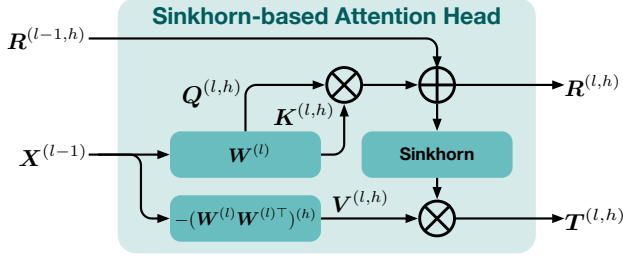 Sinkhorn-based Attention Head
R^{(l-1,h)}
Q^{(l,h)}
K^{(l,h)}
R^{(l,h)}
X^{(l-1)}
W^{(l)}
Sinkhorn
-(W^{(l)}W^{(l)⊤})^{(h)}
V^{(l,h)}
T^{(l,h)}